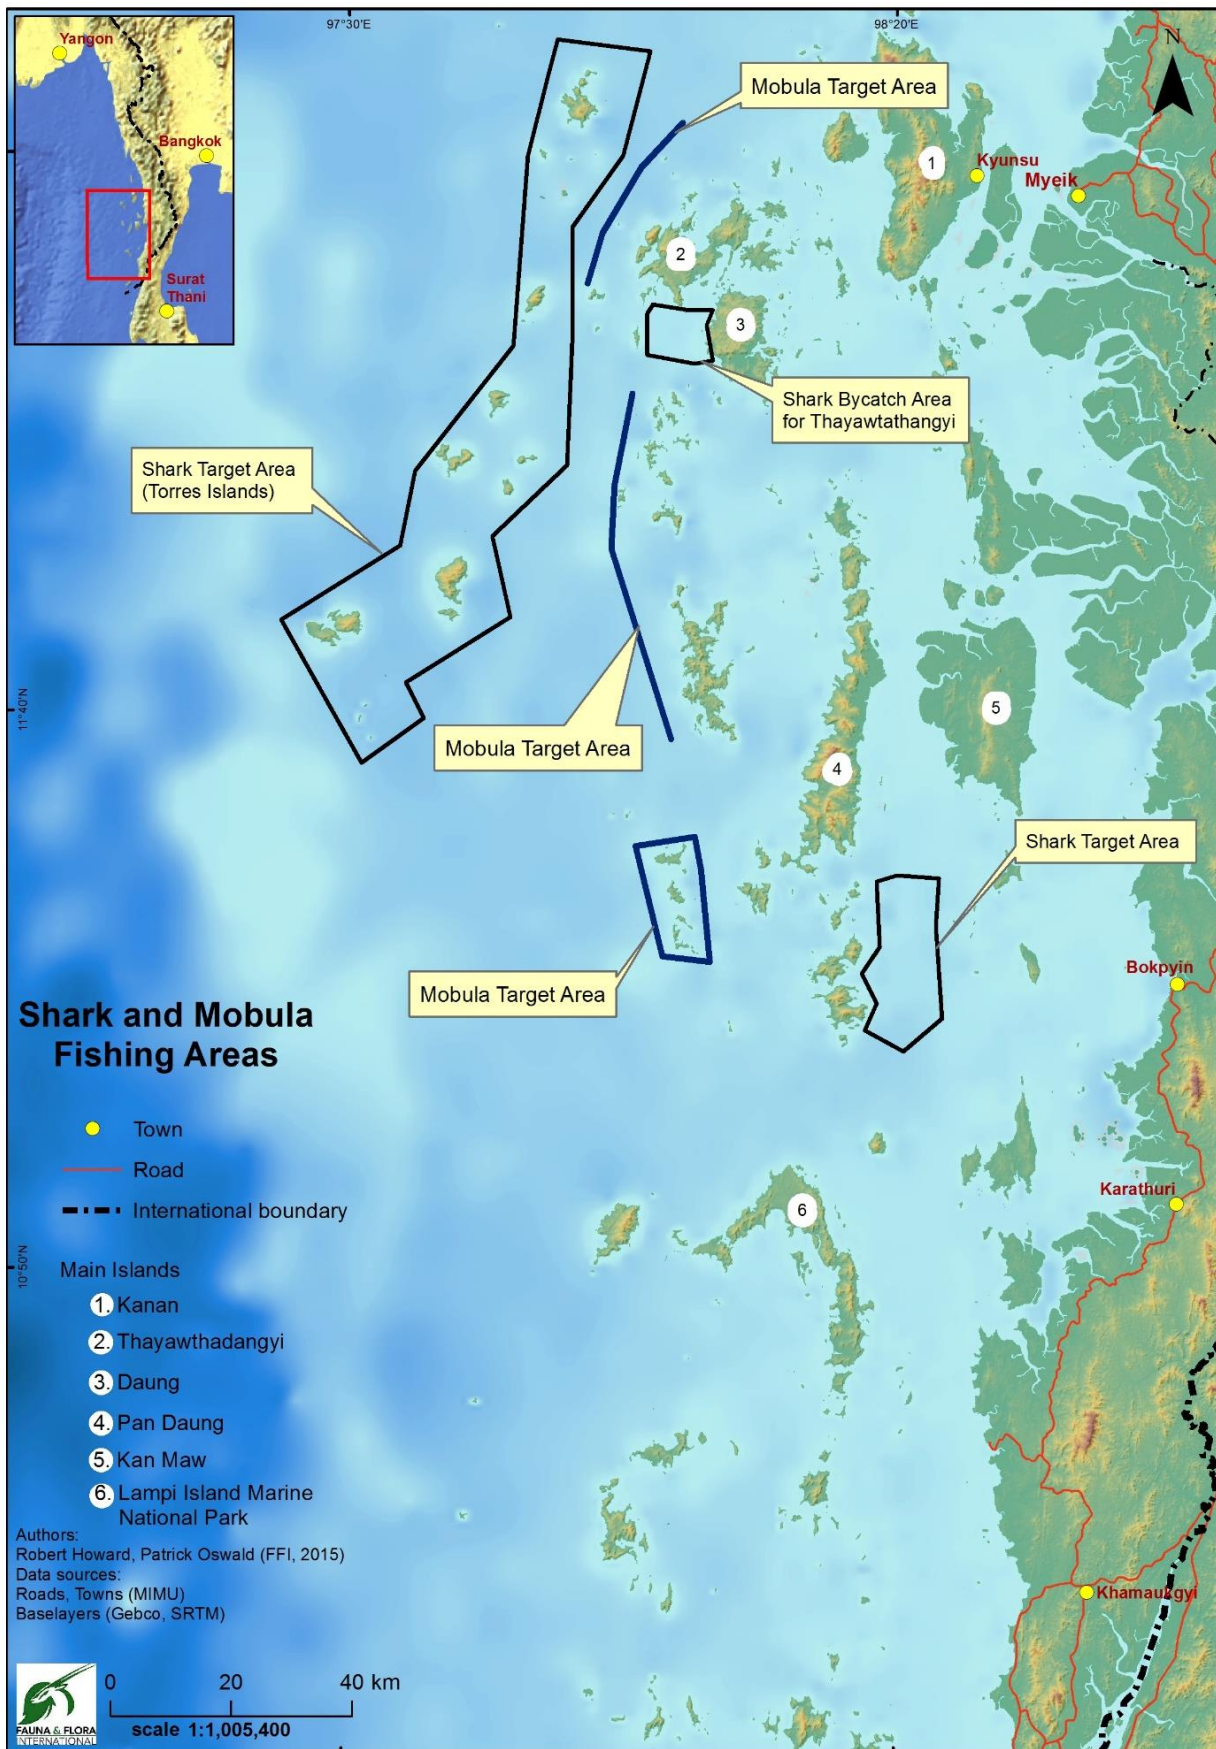 97°30'E
98°20'E
Yangon
Bangkok
Surat
Thani
N
Mobula Target Area
1
Kyunsu
Myeik
2
3
Shark Bycatch Area
for Thayawtathangyi
Shark Target Area
(Torres Islands)
11°40'N
5
Mobula Target Area
4
Shark Target Area
Mobula Target Area
Bokpyin
Shark and Mobula
Fishing Areas
Town
Road
International boundary
Karathuri
6
10°50'N
Main Islands
1. Kanan
2. Thayawthadangyi
3. Daung
4. Pan Daung
5. Kan Maw
6. Lampi Island Marine
National Park
Authors:
Robert Howard, Patrick Oswald (FFI, 2015)
Data sources:
Roads, Towns (MIMU)
Baselayers (Gebco, SRTM)
Khamaukgyi
0 20 40 km
scale 1:1,005,400
FAUNA & FLORA
INTERNATIONAL